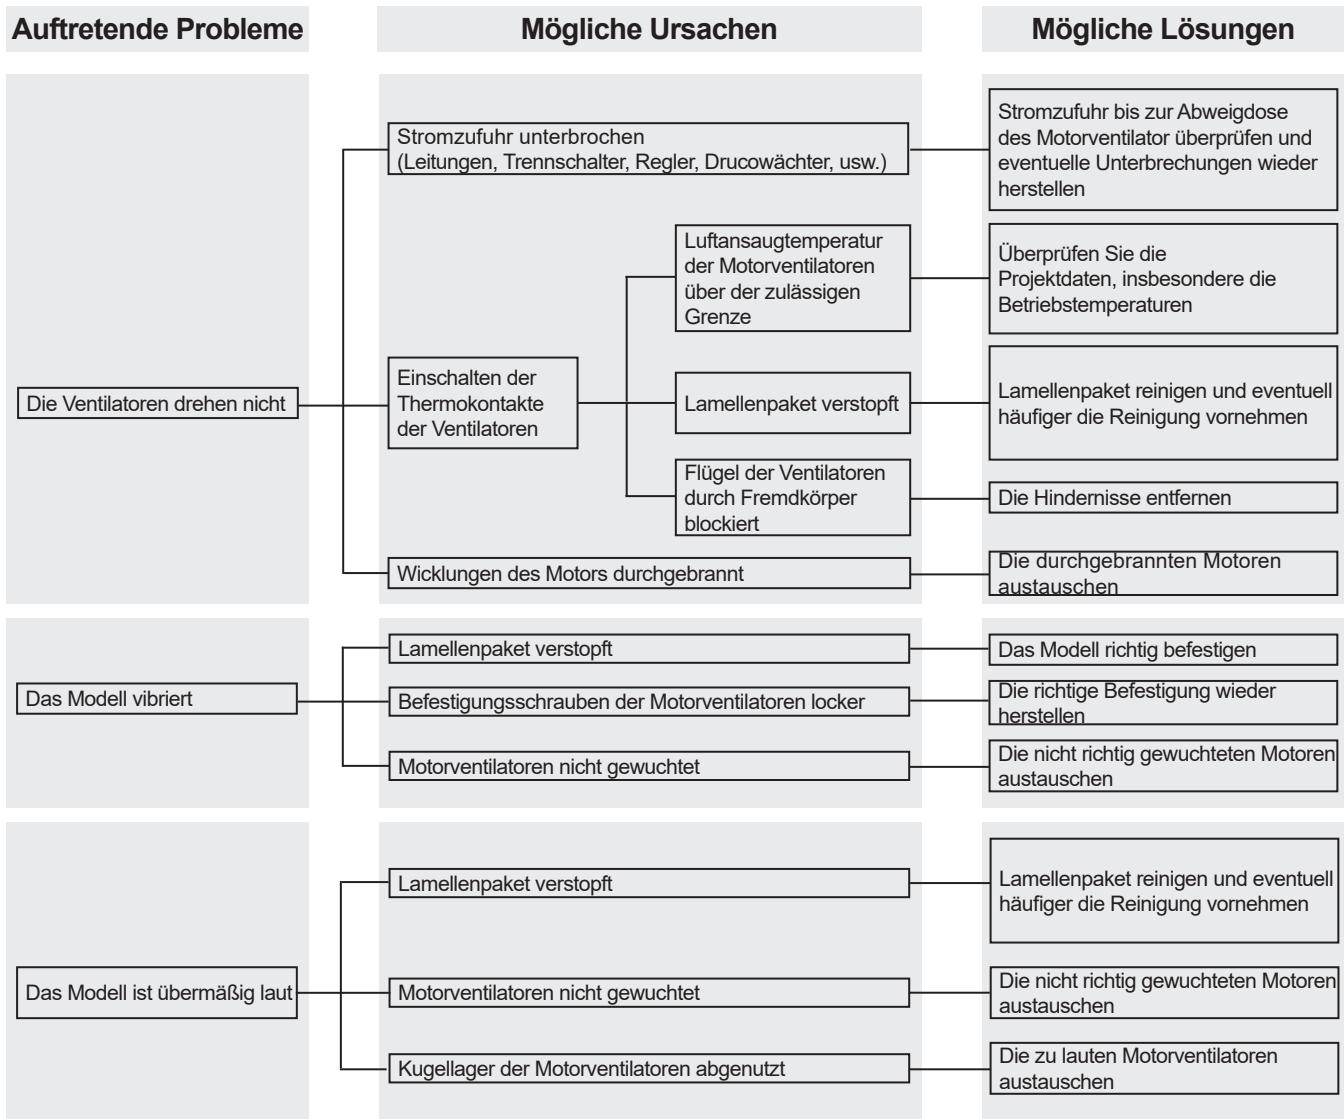 Auftretende Probleme
Mögliche Ursachen
Mögliche Lösungen
Die Ventilatoren drehen nicht
Stromzufuhr unterbrochen
(Leitungen, Trennschalter, Regler, Drucowächter, usw.)
Stromzufuhr bis zur Abweigdose
des Motorventilator überprüfen und
eventuelle Unterbrechungen wieder
herstellen
Einschalten der
Thermokontakte
der Ventilatoren
Luftansaugtemperatur
der Motorventilatoren
über der zulässigen
Grenze
Überprüfen Sie die
Projektdaten, insbesondere die
Betriebstemperaturen
Lamellenpaket verstopft
Lamellenpaket reinigen und eventuell
häufiger die Reinigung vornehmen
Flügel der Ventilatoren
durch Fremdkörper
blockiert
Die Hindernisse entfernen
Wicklungen des Motors durchgebrannt
Die durchgebrannten Motoren
austauschen
Das Modell vibriert
Lamellenpaket verstopft
Das Modell richtig befestigen
Befestigungsschrauben der Motorventilatoren locker
Die richtige Befestigung wieder
herstellen
Motorventilatoren nicht gewuchtet
Die nicht richtig gewuchteten Motoren
austauschen
Das Modell ist übermäßig laut
Lamellenpaket verstopft
Lamellenpaket reinigen und eventuell
häufiger die Reinigung vornehmen
Motorventilatoren nicht gewuchtet
Die nicht richtig gewuchteten Motoren
austauschen
Kugellager der Motorventilatoren abgenutzt
Die zu lauten Motorventilatoren
austauschen